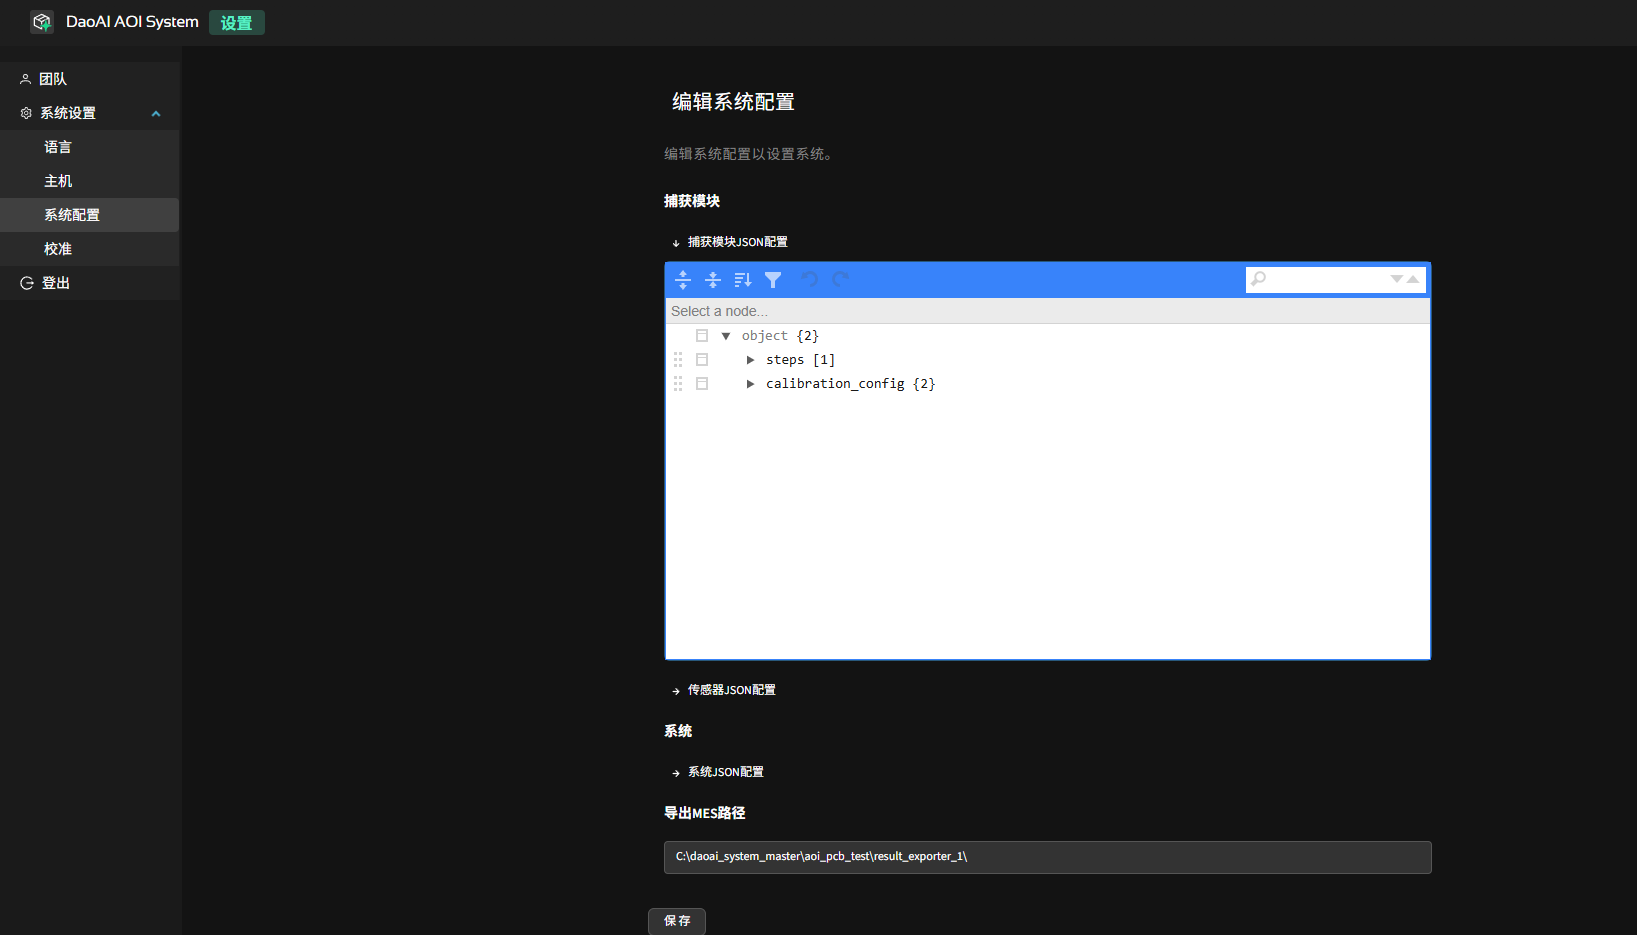 DaoAI AOI System 设置
团队
系统设置
语言
主机
系统配置
校准
登出
编辑系统配置
编辑系统配置以设置系统。
捕获模块
捕获模块JSON配置
Select a node...
object {2}
steps [1]
calibration_config {2}
传感器JSON配置
系统
系统JSON配置
导出MES路径
C:\daoai_system_master\aoi_pcb_test\result_exporter_1\
保存